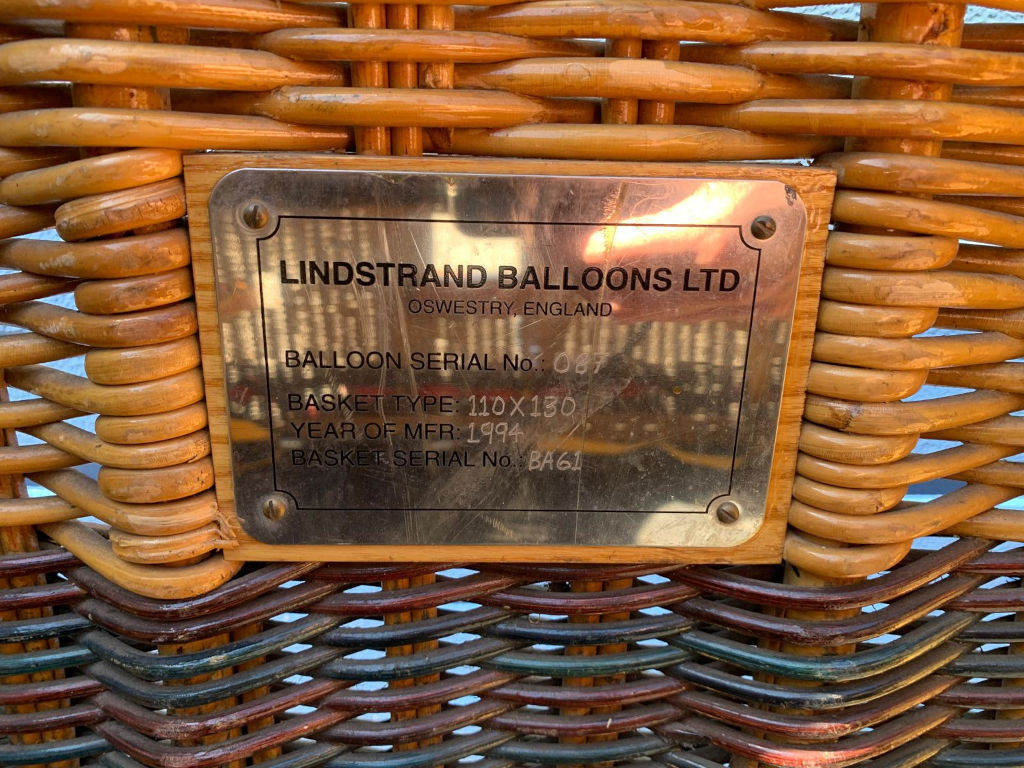 LINDSTRAND BALLOONS LTD
OSWESTRY, ENGLAND
BALLOON SERIAL No.: 087
BASKET TYPE: 110X130
YEAR OF MFR: 1994
BASKET SERIAL No.: BA61